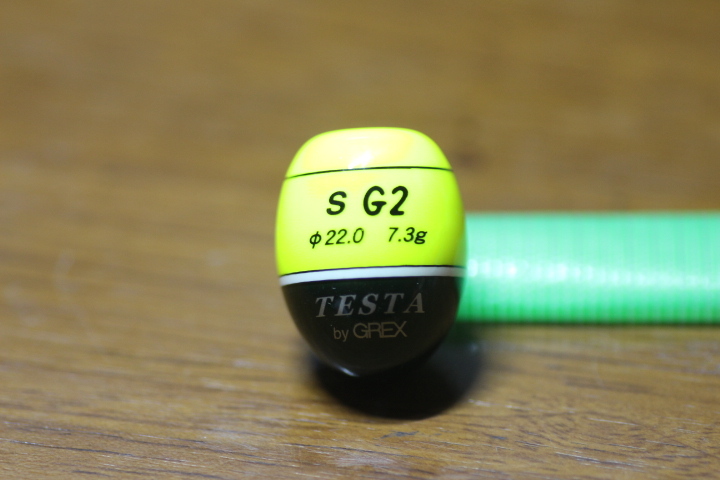 S G2
φ22.0 7.3g
TESTA
by GREX